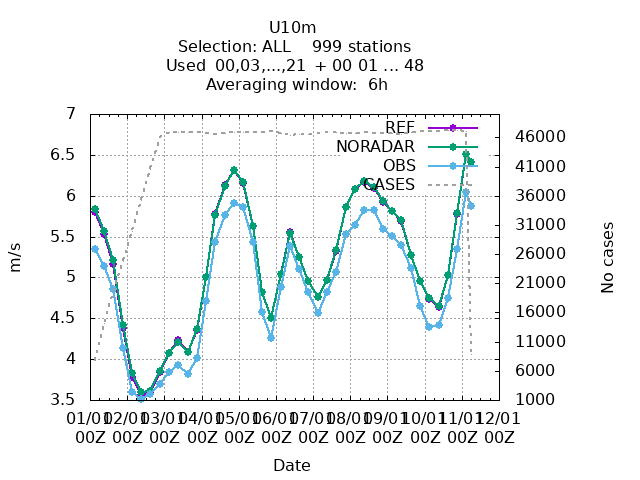 U10m
Selection: ALL 999 stations
Used 00,03,...,21 + 00 01 ... 48
Averaging window: 6h
7
6.5
6
5.5
5
4.5
4
3.5
m/s
REF
NORADAR
OBS
CASES
46000
41000
36000
31000
26000
21000
16000
11000
6000
1000
No cases
01/01 02/01 03/01 04/01 05/01 06/01 07/01 08/01 09/01 10/01 11/01 12/01
00Z 00Z 00Z 00Z 00Z 00Z 00Z 00Z 00Z 00Z 00Z 00Z
Date